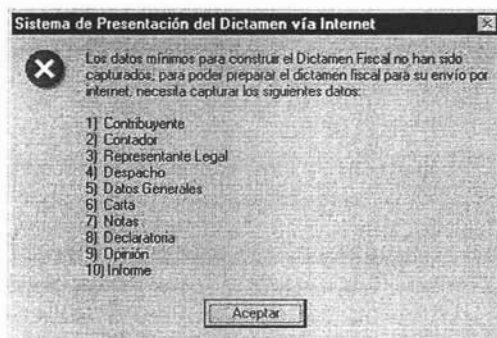 Sistema de Presentación del Dictamen vía Internet
Los datos mínimos para construir el Dictamen Fiscal no han sido
capturados; para poder preparar el dictamen fiscal para su envío por
internet, necesita capturar los siguientes datos:
1) Contribuyente
2) Contador
3) Representante Legal
4) Despacho
5) Datos Generales
6) Carta
7) Notas
8) Declaratoria
9) Opinión
10) Informe
Aceptar